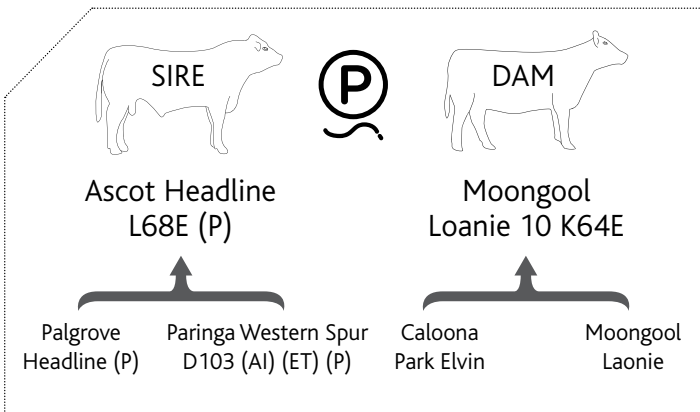 SIRE
P
DAM
Ascot Headline
L68E (P)
Moongool
Loanie 10 K64E
Palgrove
Headline (P)
Paringa Western Spur
D103 (AI) (ET) (P)
Caloona
Park Elvin
Moongool
Laonie